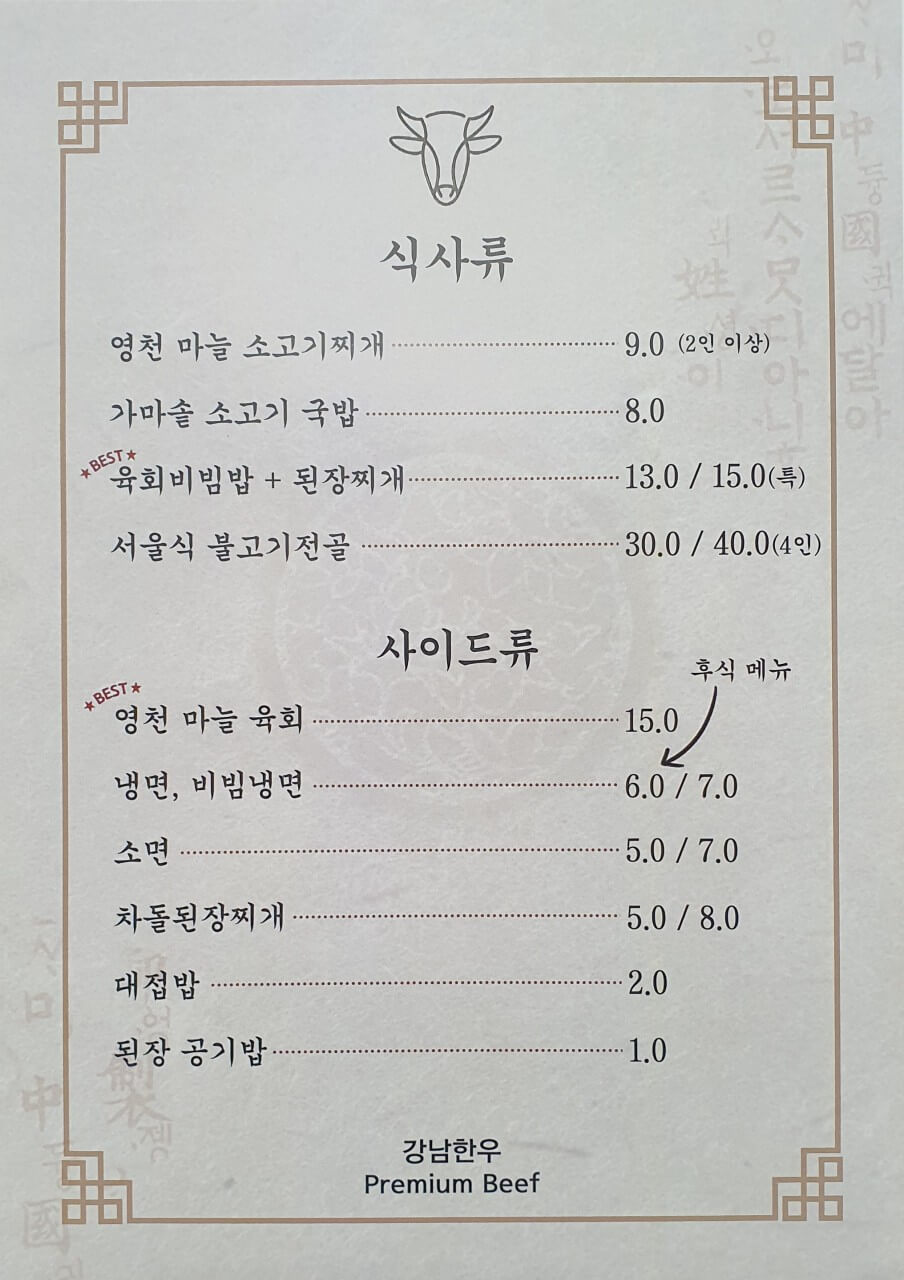 식사류
영천 마늘 소고기찌개 9.0 (2인 이상)
가마솥 소고기 국밥 8.0
★BEST★
육회비빔밥 + 된장찌개 13.0 / 15.0(특)
서울식 불고기전골 30.0 / 40.0(4인)
사이드류
후식 메뉴
★BEST★
영천 마늘 육회 15.0
냉면, 비빔냉면 6.0 / 7.0
소면 5.0 / 7.0
차돌된장찌개 5.0 / 8.0
대접밥 2.0
된장 공기밥 1.0
강남한우
Premium Beef